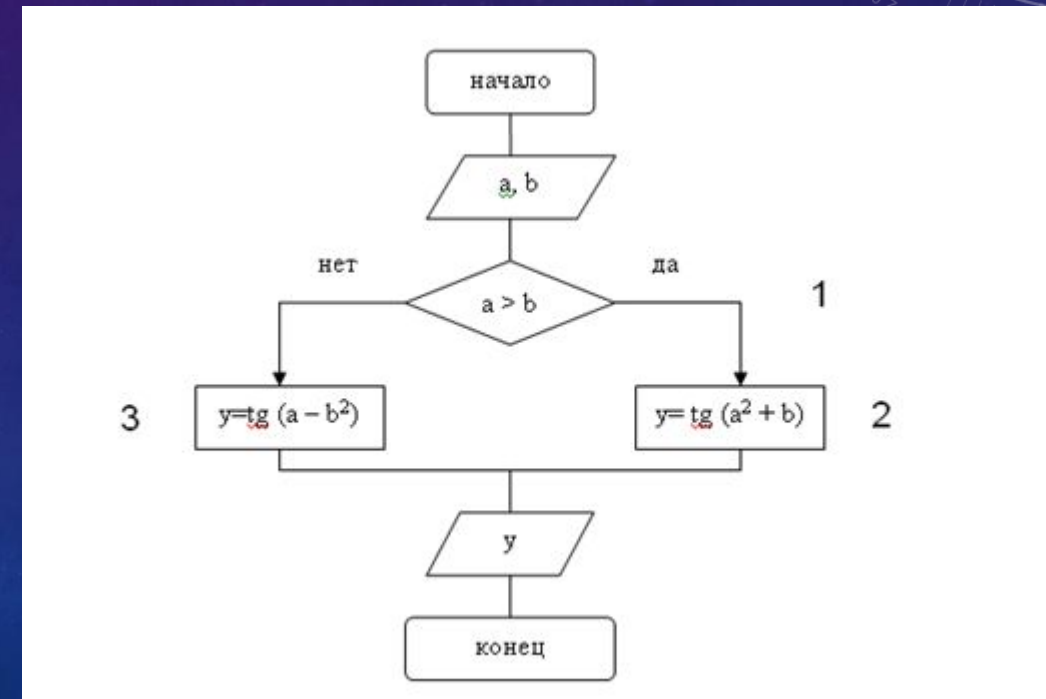 начало
a, b
нет
да
a > b
1
3
y=tg (a – b²)
y= tg (a² + b)
2
y
конец